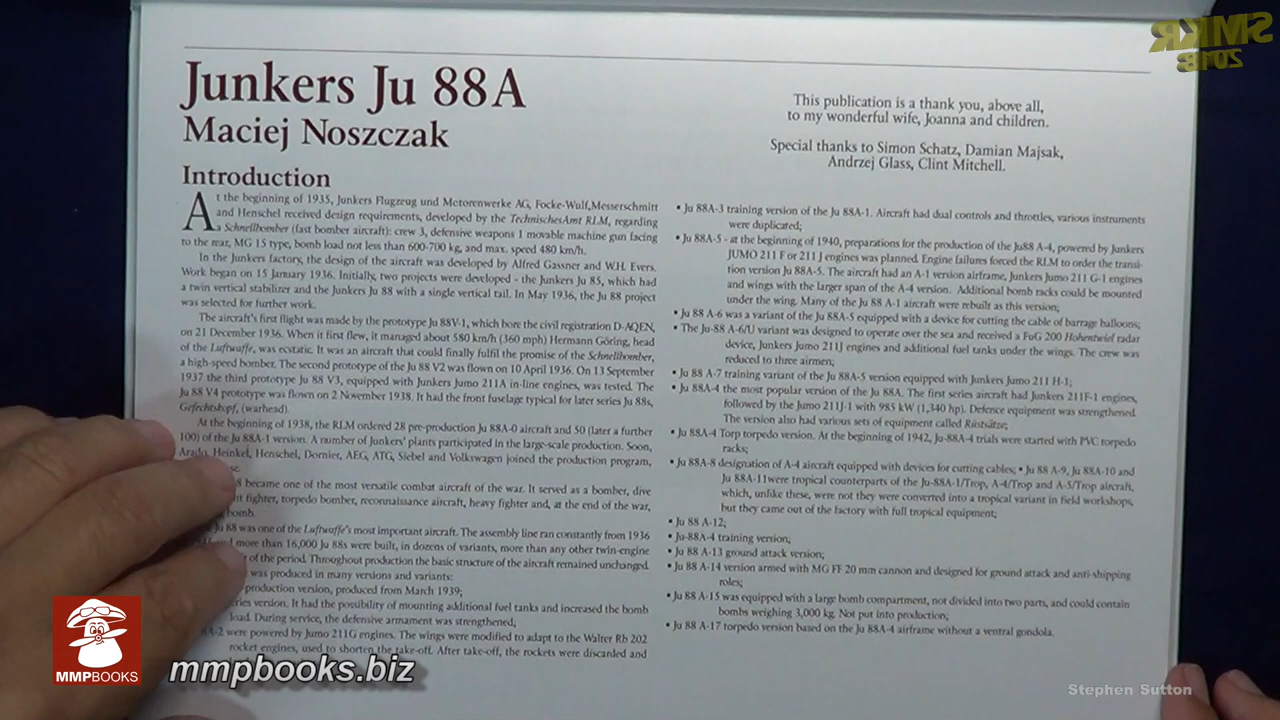 Junkers Ju 88A
Maciej Noszczak
Introduction
At the beginning of 1935, Junkers Flugzeug und Motorenwerke AG, Focke-Wulf,Messerschmitt
and Henschel received design requirements, developed by the TechnischesAmt RLM, regarding
a Schnellbomber (fast bomber aircraft): crew 3, defensive weapons 1 movable machine gun facing
to the rear, MG 15 type, bomb load not less than 600-700 kg, and max. speed 480 km/h.
In the Junkers factory, the design of the aircraft was developed by Alfred Gassner and W.H. Evers.
Work began on 15 January 1936. Initially, two projects were developed - the Junkers Ju 85, which had
a twin vertical stabilizer and the Junkers Ju 88 with a single vertical tail. In May 1936, the Ju 88 project
was selected for further work.
The aircraft's first flight was made by the prototype Ju 88V-1, which bore the civil registration D-AQEN,
on 21 December 1936. When it first flew, it managed about 580 km/h (360 mph) Hermann Göring, head
of the Luftwaffe, was ecstatic. It was an aircraft that could finally fulfil the promise of the Schnellbomber,
a high-speed bomber. The second prototype of the Ju 88 V2 was flown on 10 April 1936. On 13 September
1937 the third prototype Ju 88 V3, equipped with Junkers Jumo 211A in-line engines, was tested. The
Ju 88 V4 prototype was flown on 2 November 1938. It had the front fuselage typical for later series Ju 88s,
Gefechtskopf, (warhead).
At the beginning of 1938, the RLM ordered 28 pre-production Ju 88A-0 aircraft and 50 (later a further
100) of the Ju 88A-1 version. A number of Junkers' plants participated in the large-scale production. Soon,
Arado, Heinkel, Henschel, Dornier, AEG, ATG, Siebel and Volkswagen joined the production program,
se.
8 became one of the most versatile combat aircraft of the war. It served as a bomber, dive
nt fighter, torpedo bomber, reconnaissance aircraft, heavy fighter and, at the end of the war,
bomb.
Ju 88 was one of the Luftwaffe's most important aircraft. The assembly line ran constantly from 1936
more than 16,000 Ju 88s were built, in dozens of variants, more than any other twin-engine
of the period. Throughout production the basic structure of the aircraft remained unchanged.
was produced in many versions and variants:
production version, produced from March 1939;
series version. It had the possibility of mounting additional fuel tanks and increased the bomb
load. During service, the defensive armament was strengthened,
A-2 were powered by Jumo 211G engines. The wings were modified to adapt to the Walter Rb 202
rocket engines, used to shorten the take-off. After take-off, the rockets were discarded and
This publication is a thank you, above all,
to my wonderful wife, Joanna and children.
Special thanks to Simon Schatz, Damian Majsak,
Andrzej Glass, Clint Mitchell.
• Ju 88A-3 training version of the Ju 88A-1. Aircraft had dual controls and throttles, various instruments
were duplicated;
• Ju 88A-5 - at the beginning of 1940, preparations for the production of the Ju88 A-4, powered by Junkers
JUMO 211 F or 211 J engines was planned. Engine failures forced the RLM to order the transi-
tion version Ju 88A-5. The aircraft had an A-1 version airframe, Junkers Jumo 211 G-1 engines
and wings with the larger span of the A-4 version. Additional bomb racks could be mounted
under the wing. Many of the Ju 88 A-1 aircraft were rebuilt as this version;
• Ju 88 A-6 was a variant of the Ju 88A-5 equipped with a device for cutting the cable of barrage balloons;
• The Ju-88 A-6/U variant was designed to operate over the sea and received a FuG 200 Hohentwiel radar
device, Junkers Jumo 211J engines and additional fuel tanks under the wings. The crew was
reduced to three airmen;
• Ju 88 A-7 training variant of the Ju 88A-5 version equipped with Junkers Jumo 211 H-1;
• Ju 88A-4 the most popular version of the Ju 88A. The first series aircraft had Junkers 211F-1 engines,
followed by the Jumo 211J-1 with 985 kW (1,340 hp). Defence equipment was strengthened.
The version also had various sets of equipment called Rüstsätze;
• Ju 88A-4 Torp torpedo version. At the beginning of 1942, Ju-88A-4 trials were started with PVC torpedo
racks;
• Ju 88A-8 designation of A-4 aircraft equipped with devices for cutting cables; • Ju 88 A-9, Ju 88A-10 and
Ju 88A-11were tropical counterparts of the Ju-88A-1/Trop, A-4/Trop and A-5/Trop aircraft,
which, unlike these, were not they were converted into a tropical variant in field workshops,
but they came out of the factory with full tropical equipment;
• Ju 88 A-12;
• Ju-88A-4 training version;
• Ju 88 A-13 ground attack version;
• Ju 88 A-14 version armed with MG FF 20 mm cannon and designed for ground attack and anti-shipping
roles;
• Ju 88 A-15 was equipped with a large bomb compartment, not divided into two parts, and could contain
bombs weighing 3,000 kg. Not put into production;
• Ju 88 A-17 torpedo version based on the Ju 88A-4 airframe without a ventral gondola.
SMKR
2018
MMPBOOKS
mmpbooks.biz
Stephen Sutton